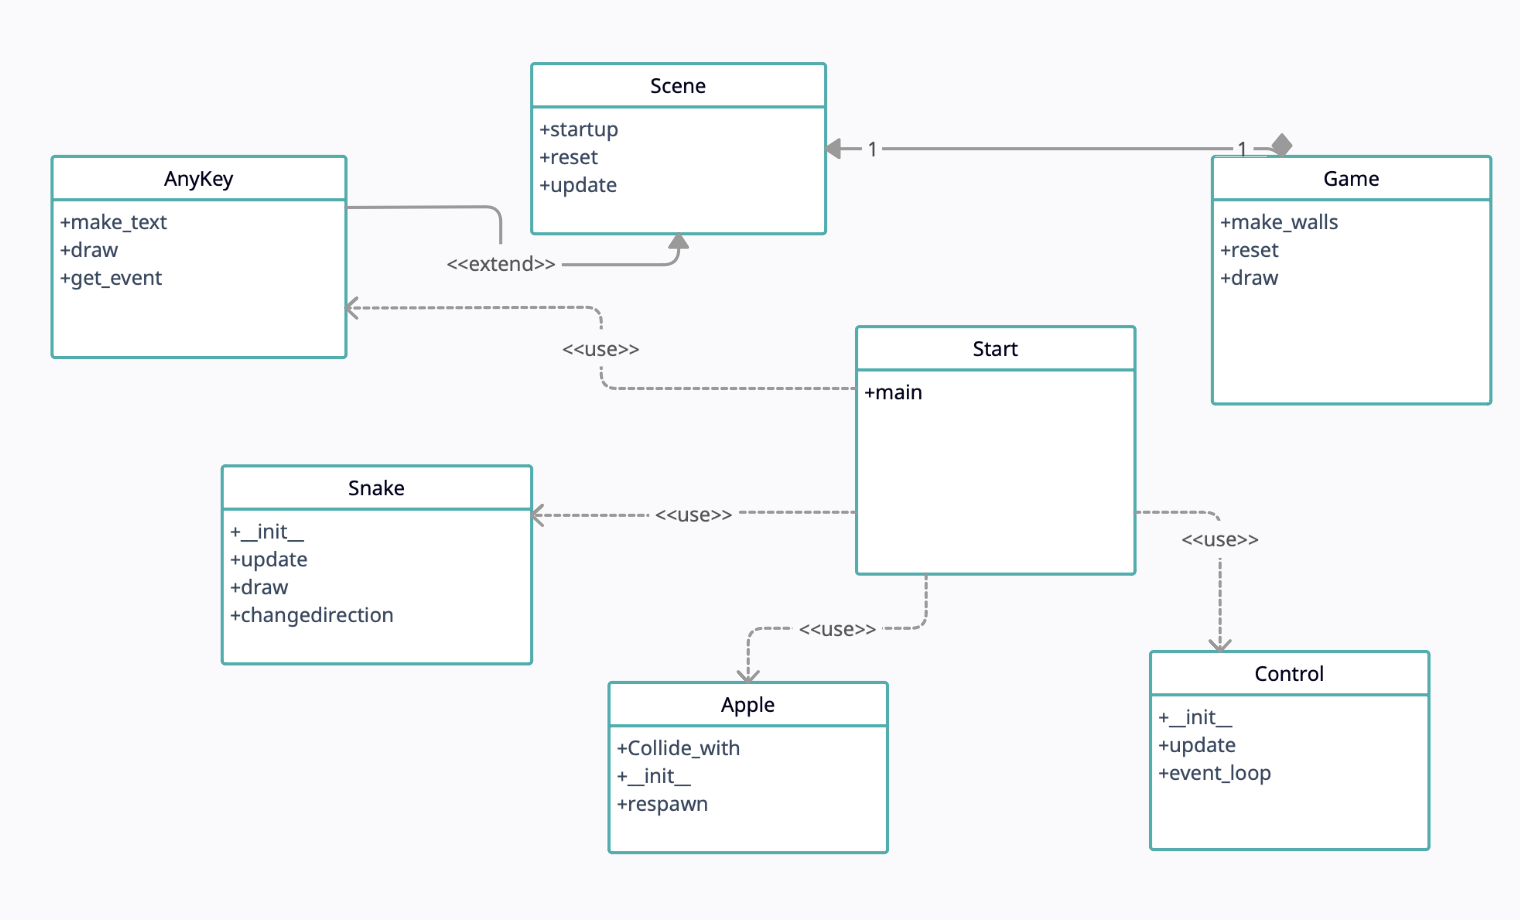 Scene
+startup
+reset
+update
1
1
AnyKey
+make_text
+draw
+get_event
Game
+make_walls
+reset
+draw
<<extend>>
<<use>>
Start
+main
Snake
+__init__
+update
+draw
+changedirection
<<use>>
<<use>>
<<use>>
Apple
+Collide_with
+__init__
+respawn
Control
+__init__
+update
+event_loop